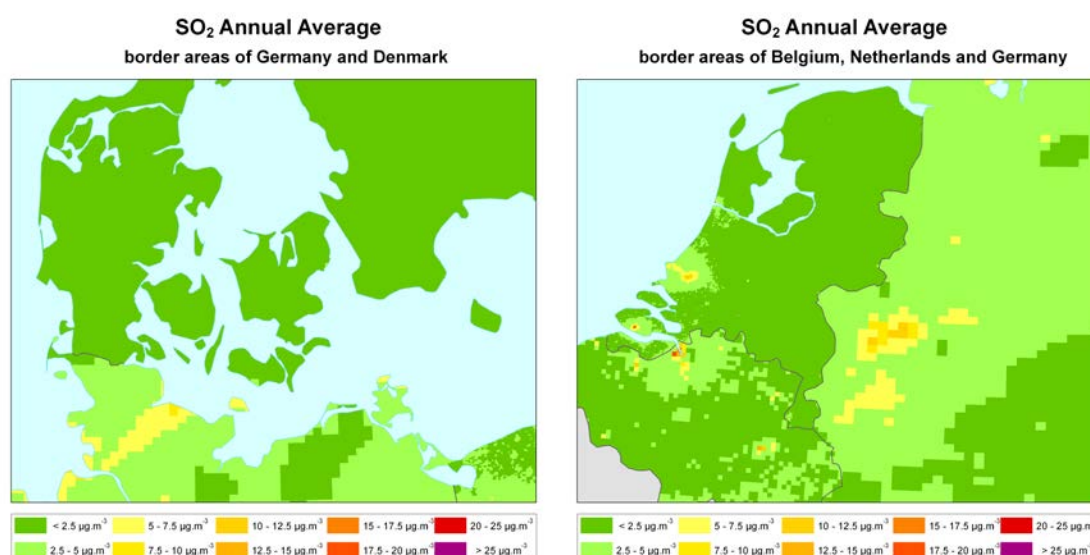 SO₂ Annual Average
border areas of Germany and Denmark
< 2.5 µg.m⁻³ 5 - 7.5 µg.m⁻³ 10 - 12.5 µg.m⁻³ 15 - 17.5 µg.m⁻³ 20 - 25 µg.m⁻³
2.5 - 5 µg.m⁻³ 7.5 - 10 µg.m⁻³ 12.5 - 15 µg.m⁻³ 17.5 - 20 µg.m⁻³ > 25 µg.m⁻³
SO₂ Annual Average
border areas of Belgium, Netherlands and Germany
< 2.5 µg.m⁻³ 5 - 7.5 µg.m⁻³ 10 - 12.5 µg.m⁻³ 15 - 17.5 µg.m⁻³ 20 - 25 µg.m⁻³
2.5 - 5 µg.m⁻³ 7.5 - 10 µg.m⁻³ 12.5 - 15 µg.m⁻³ 17.5 - 20 µg.m⁻³ > 25 µg.m⁻³